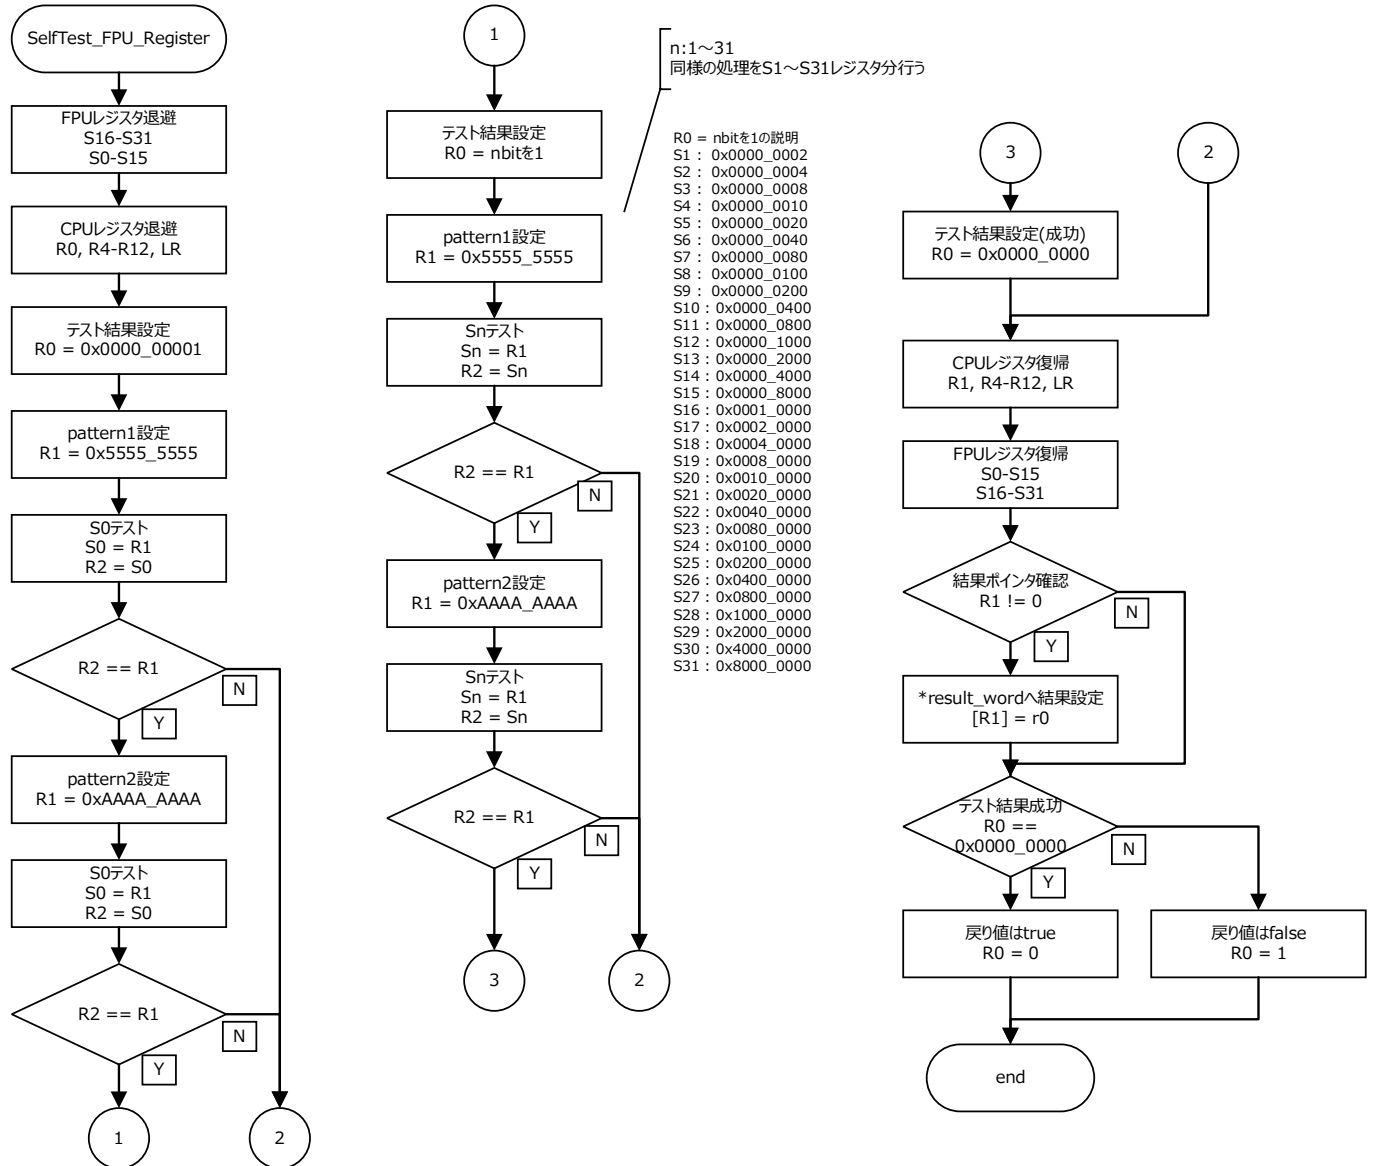 SelfTest_FPU_Register
FPUレジスタ退避
S16-S31
S0-S15
CPUレジスタ退避
R0, R4-R12, LR
テスト結果設定
R0 = 0x0000_00001
pattern1設定
R1 = 0x5555_5555
S0テスト
S0 = R1
R2 = S0
R2 == R1
N
Y
pattern2設定
R1 = 0xAAAA_AAAA
S0テスト
S0 = R1
R2 = S0
R2 == R1
N
Y
1
2
1
テスト結果設定
R0 = nbitを1
pattern1設定
R1 = 0x5555_5555
Snテスト
Sn = R1
R2 = Sn
R2 == R1
N
Y
pattern2設定
R1 = 0xAAAA_AAAA
Snテスト
Sn = R1
R2 = Sn
R2 == R1
N
Y
3
2
n:1～31
同様の処理をS1～S31レジスタ分行う
R0 = nbitを1の説明
S1 : 0x0000_0002
S2 : 0x0000_0004
S3 : 0x0000_0008
S4 : 0x0000_0010
S5 : 0x0000_0020
S6 : 0x0000_0040
S7 : 0x0000_0080
S8 : 0x0000_0100
S9 : 0x0000_0200
S10 : 0x0000_0400
S11 : 0x0000_0800
S12 : 0x0000_1000
S13 : 0x0000_2000
S14 : 0x0000_4000
S15 : 0x0000_8000
S16 : 0x0001_0000
S17 : 0x0002_0000
S18 : 0x0004_0000
S19 : 0x0008_0000
S20 : 0x0010_0000
S21 : 0x0020_0000
S22 : 0x0040_0000
S23 : 0x0080_0000
S24 : 0x0100_0000
S25 : 0x0200_0000
S26 : 0x0400_0000
S27 : 0x0800_0000
S28 : 0x1000_0000
S29 : 0x2000_0000
S30 : 0x4000_0000
S31 : 0x8000_0000
3
2
テスト結果設定(成功)
R0 = 0x0000_0000
CPUレジスタ復帰
R1, R4-R12, LR
FPUレジスタ復帰
S0-S15
S16-S31
結果ポインタ確認
R1 != 0
N
Y
*result_wordへ結果設定
[R1] = r0
テスト結果成功
R0 ==
0x0000_0000
N
Y
戻り値はtrue
R0 = 0
戻り値はfalse
R0 = 1
end